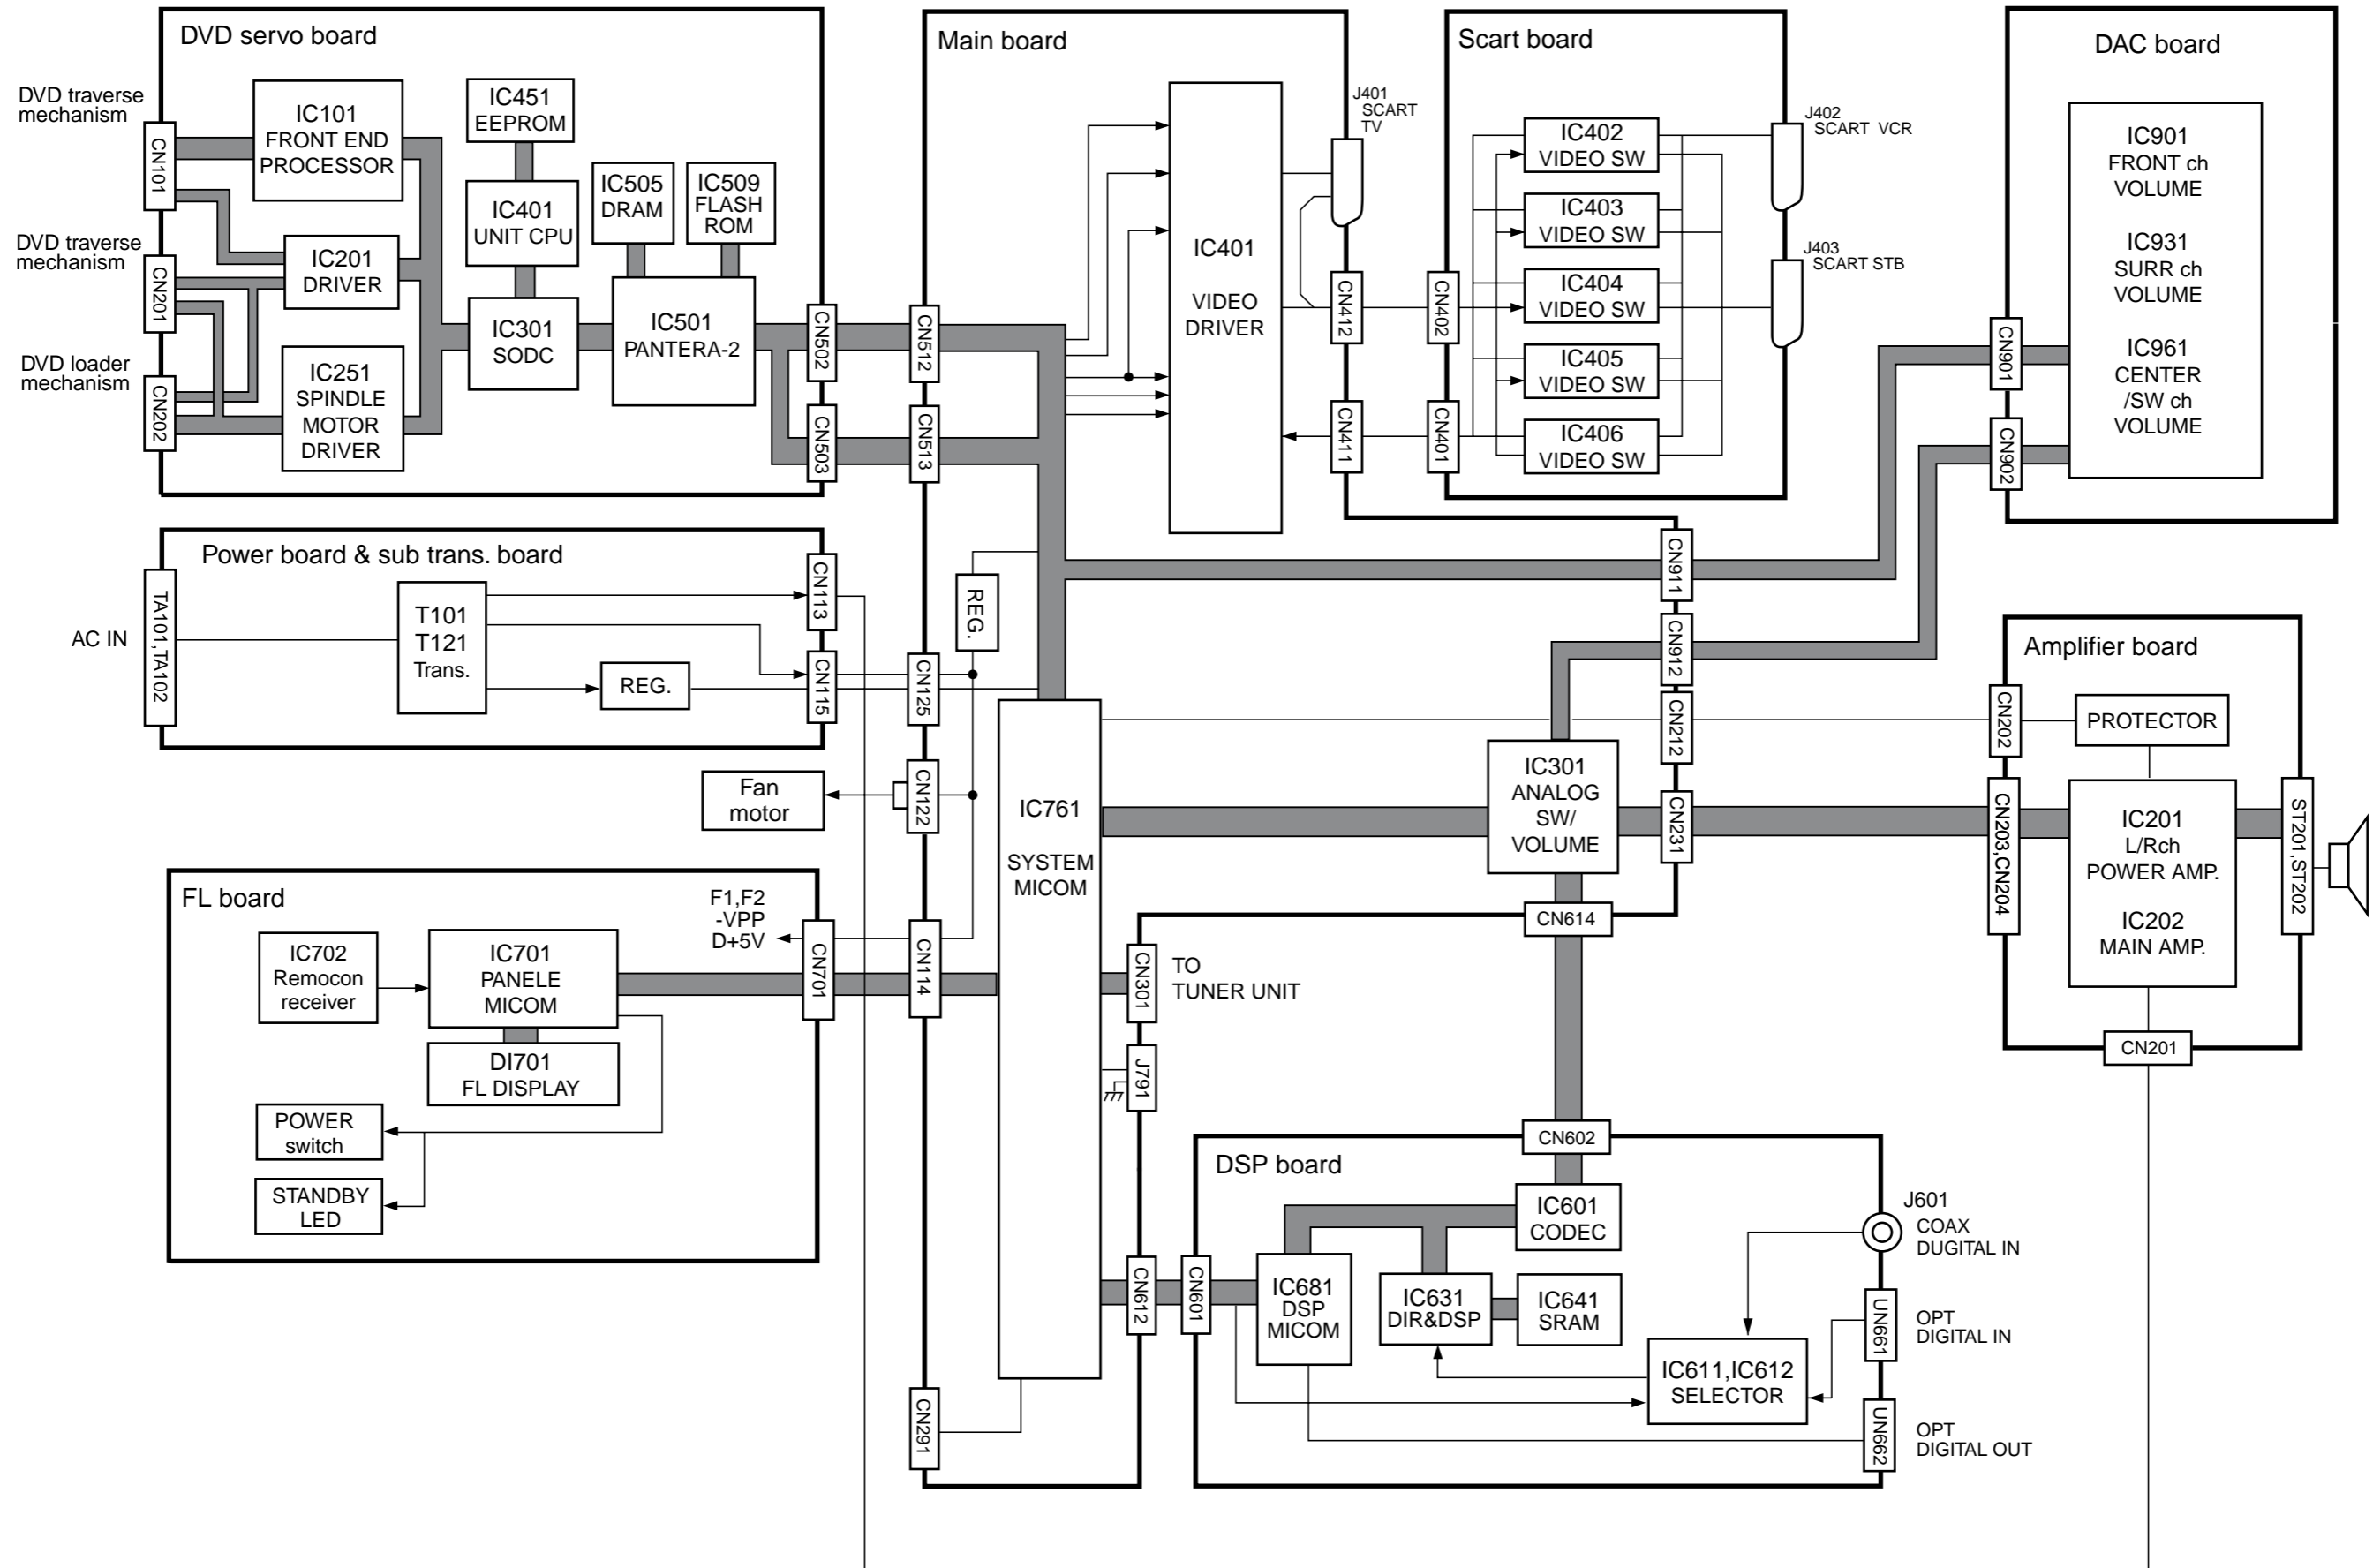 DVD servo board
DVD traverse
mechanism
CN101
IC101
FRONT END
PROCESSOR
IC451
EEPROM
IC401
UNIT CPU
IC505
DRAM
IC509
FLASH
ROM
DVD traverse
mechanism
CN201
IC201
DRIVER
IC301
SODC
IC501
PANTERA-2
DVD loader
mechanism
CN202
IC251
SPINDLE
MOTOR
DRIVER
CN502
CN503
Main board
CN512
CN513
IC401
VIDEO
DRIVER
J401
SCART
TV
CN412
CN411
Scart board
CN402
CN401
IC402
VIDEO SW
IC403
VIDEO SW
IC404
VIDEO SW
IC405
VIDEO SW
IC406
VIDEO SW
J402
SCART VCR
J403
SCART STB
DAC board
CN901
CN902
IC901
FRONT ch
VOLUME
IC931
SURR ch
VOLUME
IC961
CENTER
/SW ch
VOLUME
Power board & sub trans. board
AC IN
TA101,TA102
T101
T121
Trans.
REG.
CN113
CN115
REG.
CN125
CN122
Fan
motor
CN911
CN912
CN212
CN231
IC761
SYSTEM
MICOM
IC301
ANALOG
SW/
VOLUME
CN614
Amplifier board
CN202
PROTECTOR
CN203,CN204
IC201
L/Rch
POWER AMP.
IC202
MAIN AMP.
ST201,ST202
CN201
FL board
F1,F2
-VPP
D+5V
CN701
CN114
IC702
Remocon
receiver
IC701
PANELE
MICOM
DI701
FL DISPLAY
POWER
switch
STANDBY
LED
CN301
TO
TUNER UNIT
J791
CN612
CN291
DSP board
CN602
CN601
IC601
CODEC
IC681
DSP
MICOM
IC631
DIR&DSP
IC641
SRAM
IC611,IC612
SELECTOR
J601
COAX
DUGITAL IN
UN661
OPT
DIGITAL IN
UN662
OPT
DIGITAL OUT